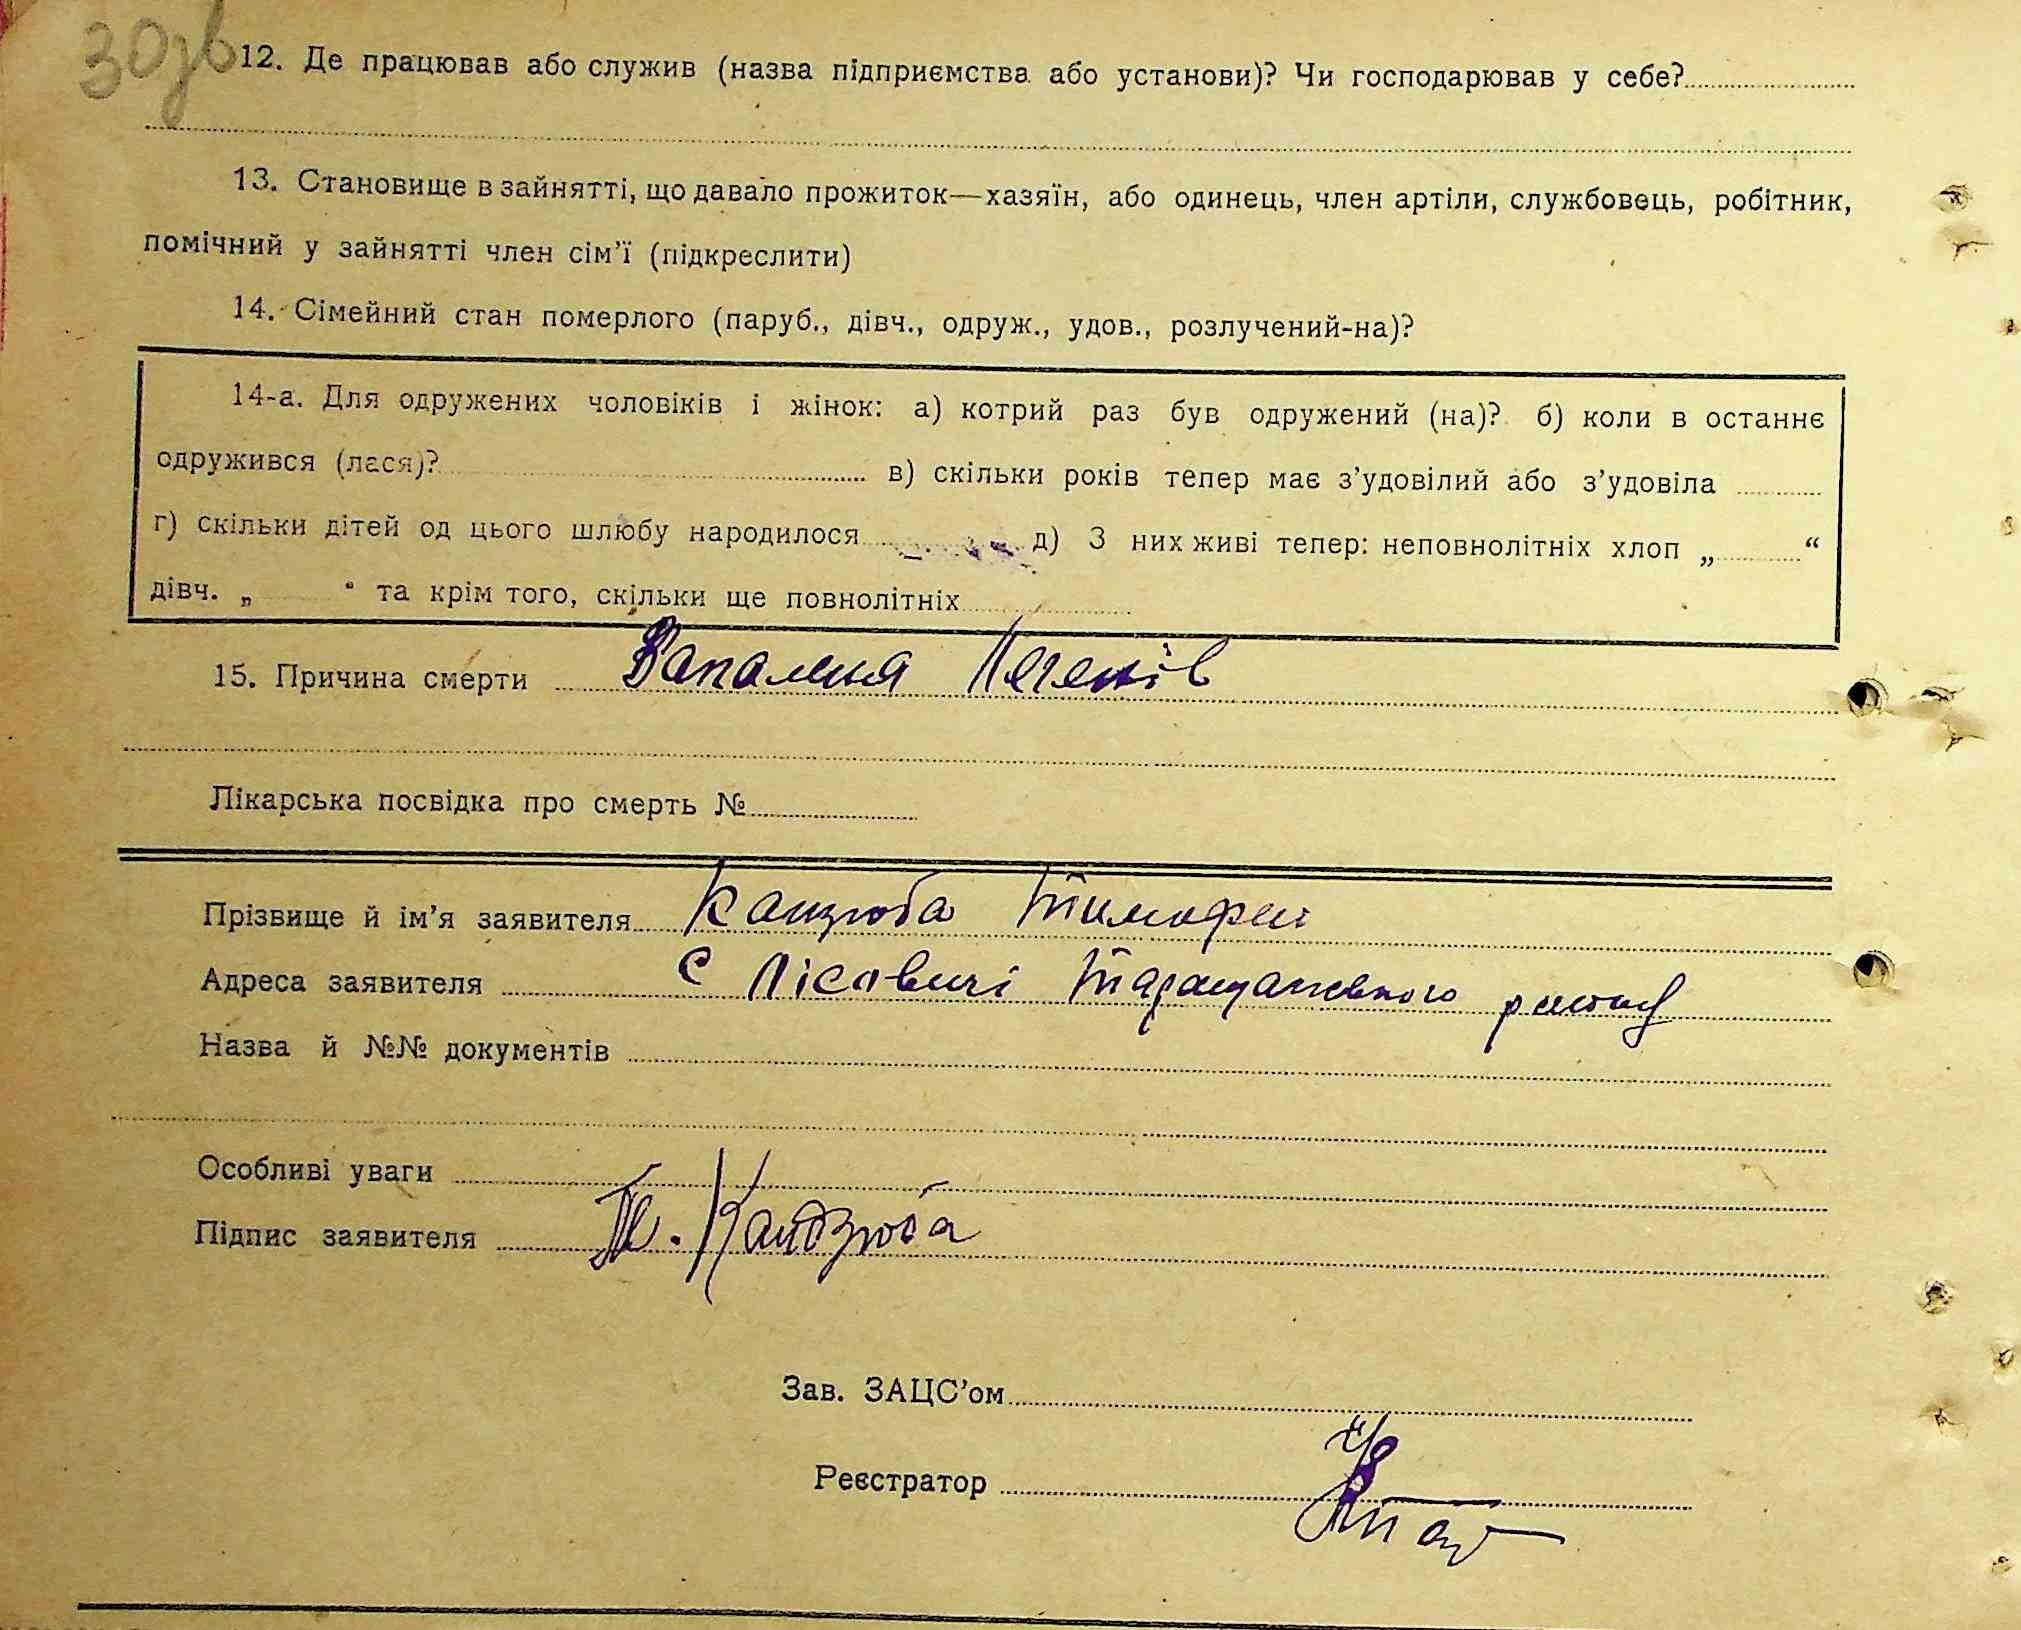 30зв
12. Де працював або служив (назва підприємства або установи)? Чи господарював у себе?
13. Становище в зайнятті, що давало прожиток—хазяїн, або одинець, член артіли, службовець, робітник,
помічний у зайнятті член сім'ї (підкреслити)
14. Сімейний стан померлого (паруб., дівч., одруж., удов., розлучений-на)?
14-а. Для одружених чоловіків і жінок: а) котрий раз був одружений (на)? б) коли в останнє
одружився (лася)? в) скільки років тепер має з'удовілий або з'удовіла
г) скільки дітей од цього шлюбу народилося д) З них живі тепер: неповнолітніх хлоп „ “
дівч. „ “ та крім того, скільки ще повнолітніх
15. Причина смерти Запалення Легенів
Лікарська посвідка про смерть №
Прізвище й ім'я заявителя Кандзюба Тимофей
Адреса заявителя с Лісовичі Таращанського району
Назва й №№ документів
Особливі уваги
Підпис заявителя Т. Кандзюба
Зав. ЗАЦС'ом
Реєстратор